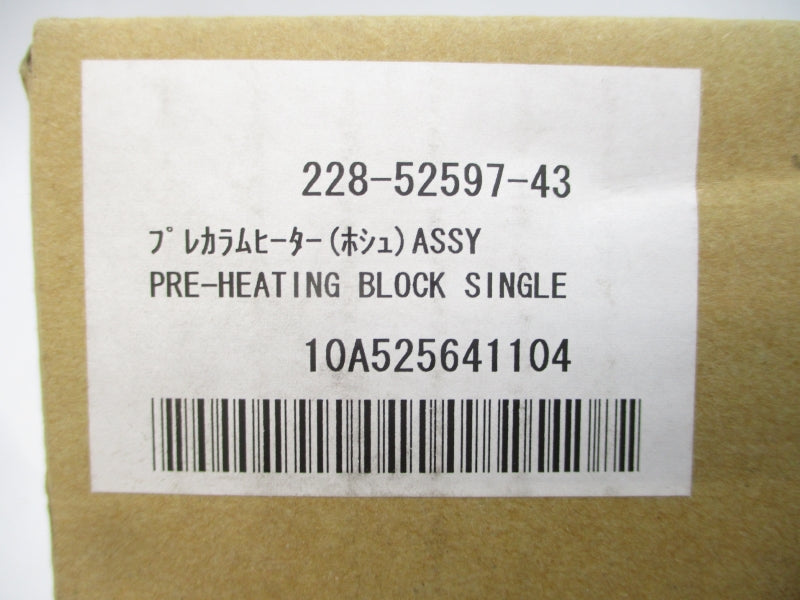 228-52597-43
ﾌﾟﾚｶﾗﾑﾋｰﾀｰ(ﾎｼｭ)ASSY
PRE-HEATING BLOCK SINGLE
10A525641104